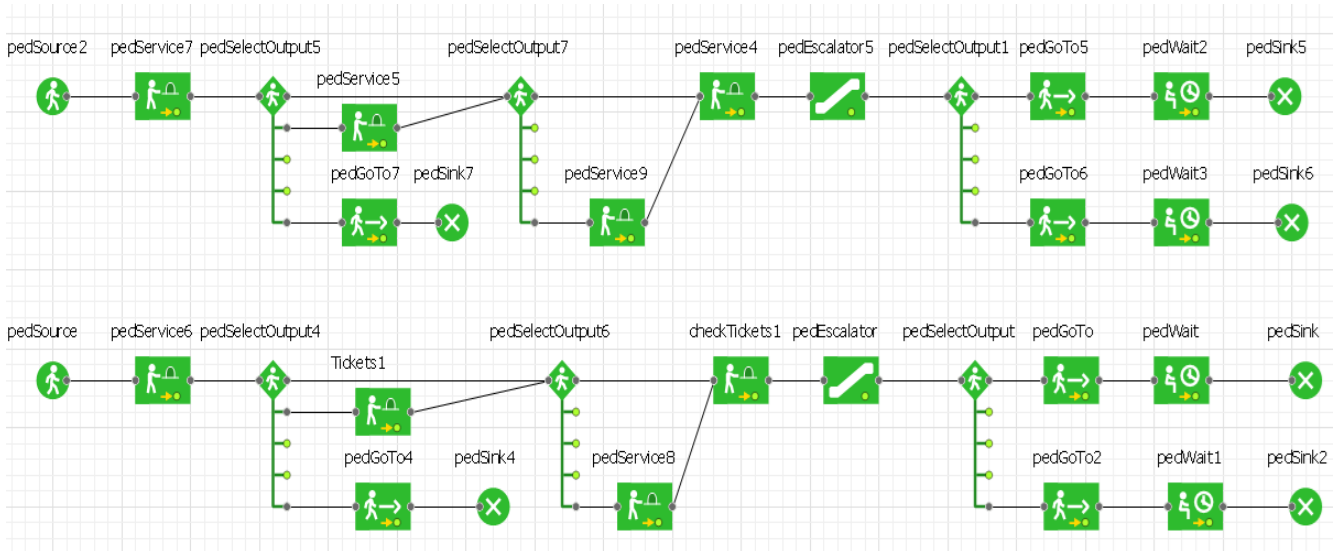 pedSource2 pedService7 pedSelectOutput5 pedSelectOutput7 pedService4 pedEscalator5 pedSelectOutput1 pedGoTo5 pedWait2 pedSink5
pedService5
pedGoTo7 pedSink7 pedService9 pedGoTo6 pedWait3 pedSink6
pedSource pedService6 pedSelectOutput4 pedSelectOutput6 checkTickets1 pedEscalator pedSelectOutput pedGoTo pedWait pedSink
Tickets1
pedGoTo4 pedSink4 pedService8 pedGoTo2 pedWait1 pedSink2